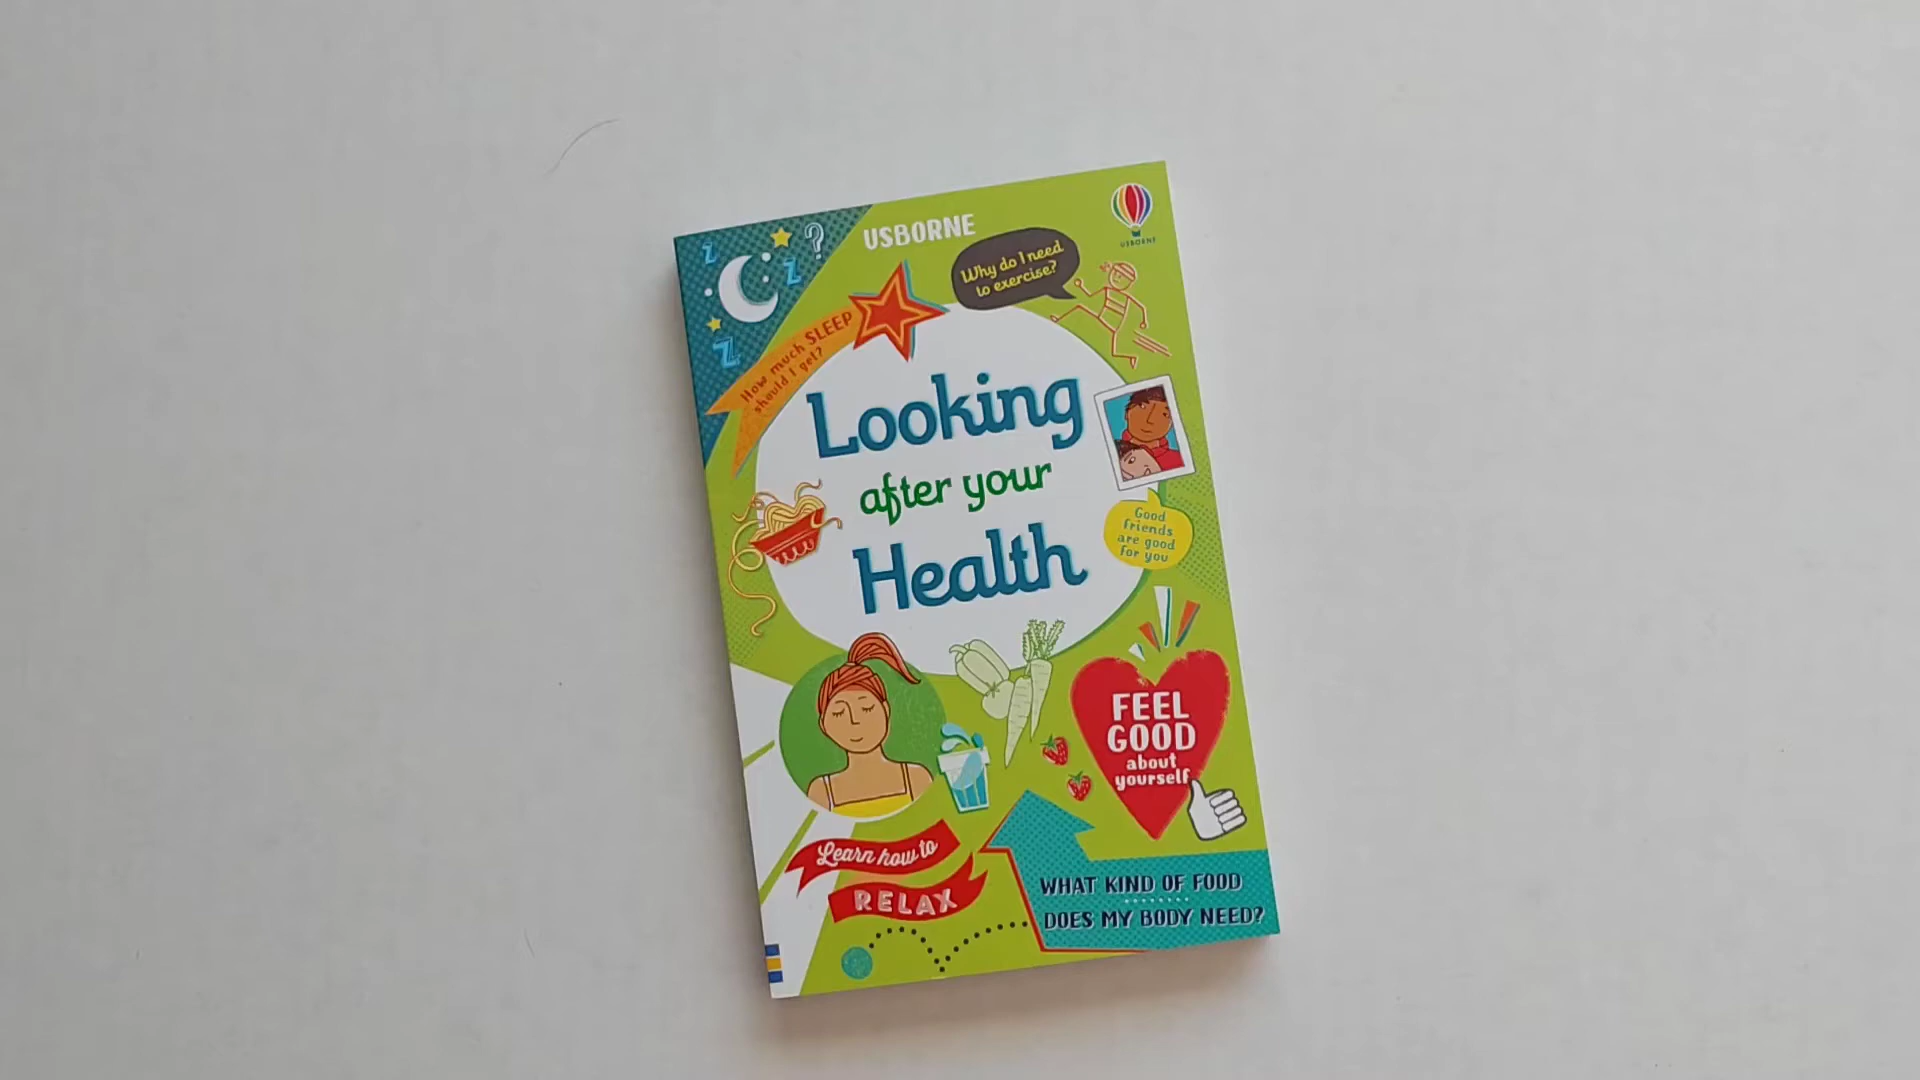 USBORNE
USBORNE
Why do I need
to exercise?
How much SLEEP
should I get?
z
z
z
?
Looking
after your
Health
Good
friends
are good
for you
FEEL
GOOD
about
yourself
Learn how to
RELAX
WHAT KIND OF FOOD
DOES MY BODY NEED?